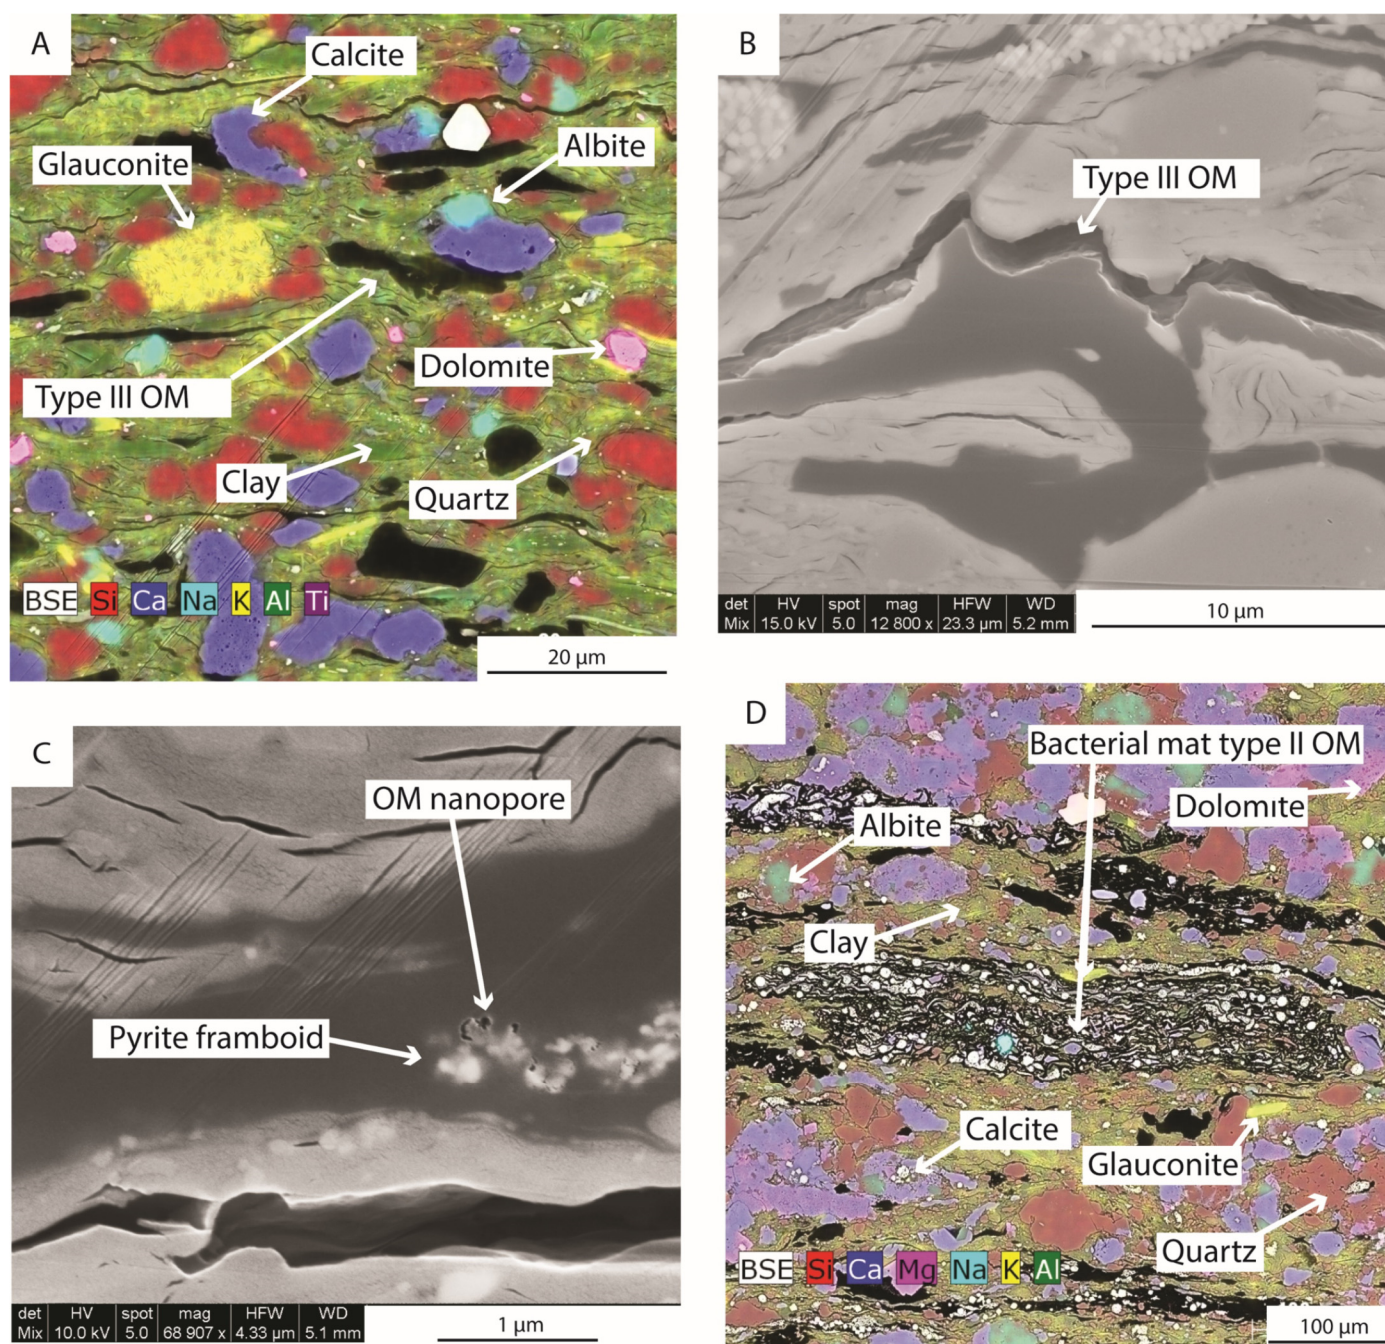 A
Calcite
Glauconite
Albite
Dolomite
Type III OM
Clay
Quartz
BSE Si Ca Na K Al Ti
20 µm
B
Type III OM
det HV spot mag HFW WD
Mix 15.0 kV 5.0 12 800 x 23.3 µm 5.2 mm
10 µm
C
OM nanopore
Pyrite framboid
det HV spot mag HFW WD
Mix 10.0 kV 5.0 68 907 x 4.33 µm 5.1 mm
1 µm
D
Bacterial mat type II OM
Dolomite
Albite
Clay
Calcite
Glauconite
Quartz
BSE Si Ca Mg Na K Al
100 µm